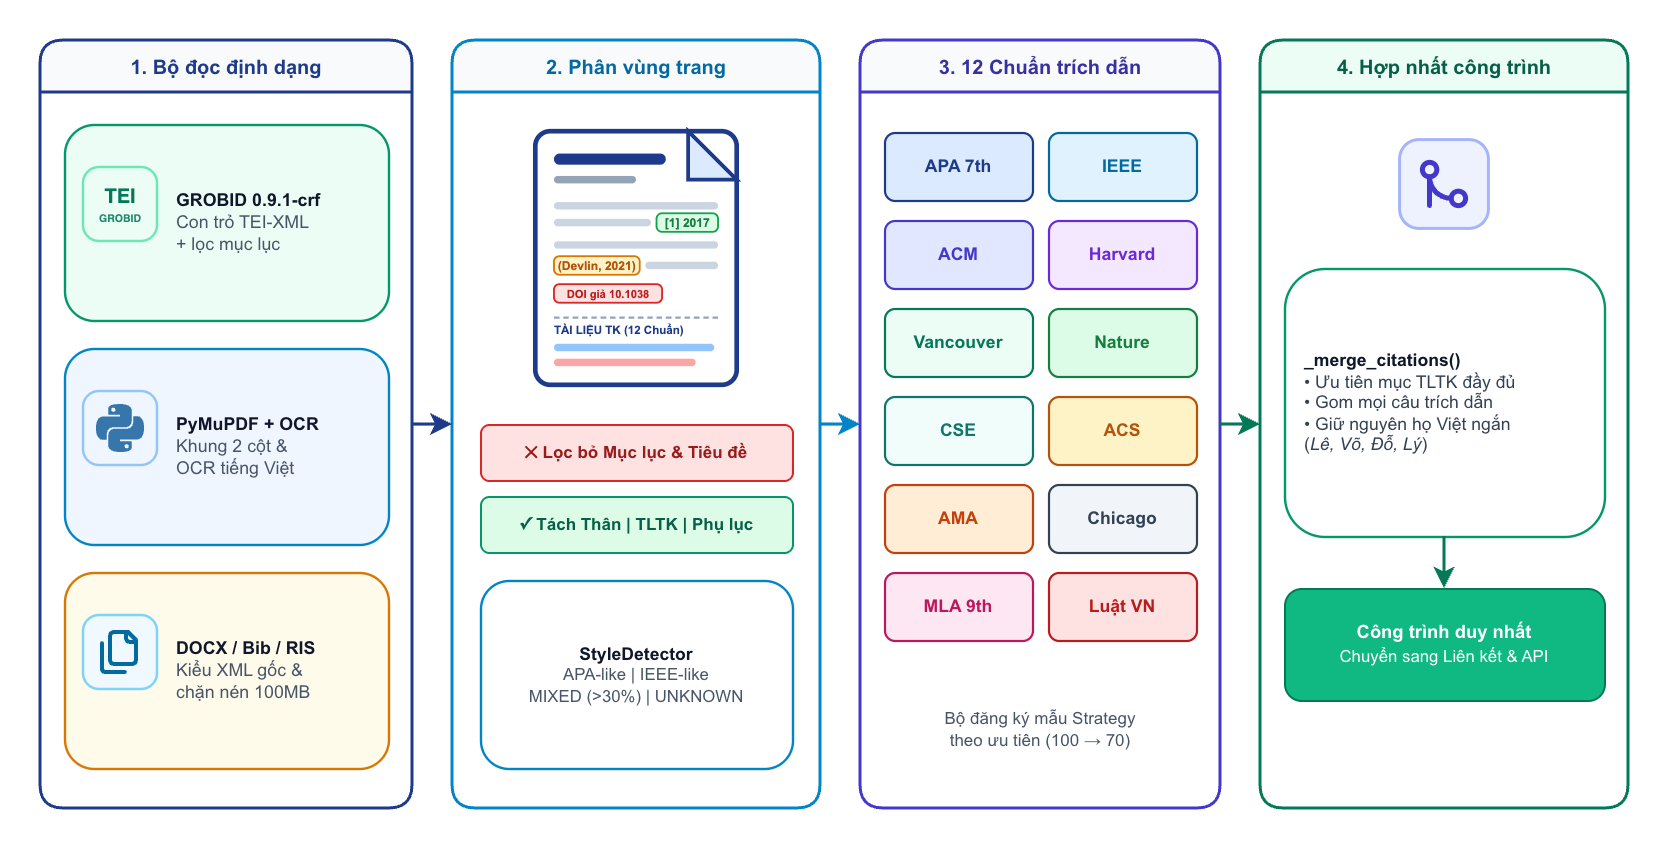 1. Bộ đọc định dạng
TEI
GROBID
GROBID 0.9.1-crf
Con trỏ TEI-XML
+ lọc mục lục
PyMuPDF + OCR
Khung 2 cột &
OCR tiếng Việt
DOCX / Bib / RIS
Kiểu XML gốc &
chặn nén 100MB
2. Phân vùng trang
[1] 2017
(Devlin, 2021)
DOI giả 10.1038
TÀI LIỆU TK (12 Chuẩn)
✕ Lọc bỏ Mục lục & Tiêu đề
✓ Tách Thân | TLTK | Phụ lục
StyleDetector
APA-like | IEEE-like
MIXED (>30%) | UNKNOWN
3. 12 Chuẩn trích dẫn
APA 7th
IEEE
ACM
Harvard
Vancouver
Nature
CSE
ACS
AMA
Chicago
MLA 9th
Luật VN
Bộ đăng ký mẫu Strategy
theo ưu tiên (100 → 70)
4. Hợp nhất công trình
_merge_citations()
• Ưu tiên mục TLTK đầy đủ
• Gom mọi câu trích dẫn
• Giữ nguyên họ Việt ngắn
(Lê, Võ, Đỗ, Lý)
Công trình duy nhất
Chuyển sang Liên kết & API